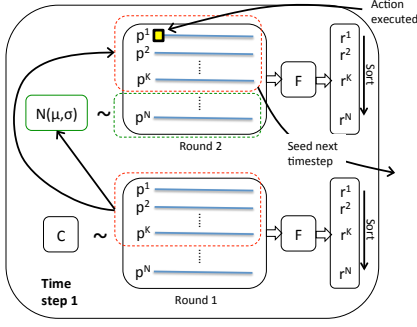 Action
executed
p¹
p²
pᴷ
pᴺ
F
r¹
r²
rᴷ
rᴺ
Sort
N(μ,σ)
~
Round 2
Seed next
timestep
p¹
p²
pᴷ
pᴺ
C
~
F
r¹
r²
rᴷ
rᴺ
Sort
Time
step 1
Round 1